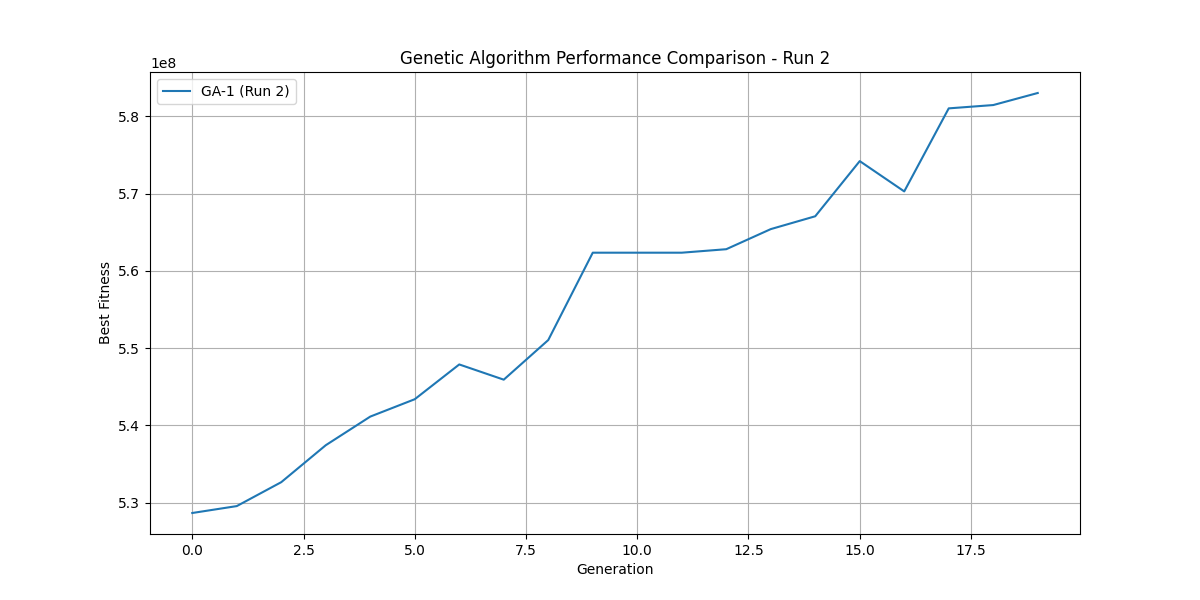 Genetic Algorithm Performance Comparison - Run 2
1e8
GA-1 (Run 2)
5.8
5.7
5.6
5.5
5.4
5.3
Best Fitness
0.0 2.5 5.0 7.5 10.0 12.5 15.0 17.5
Generation